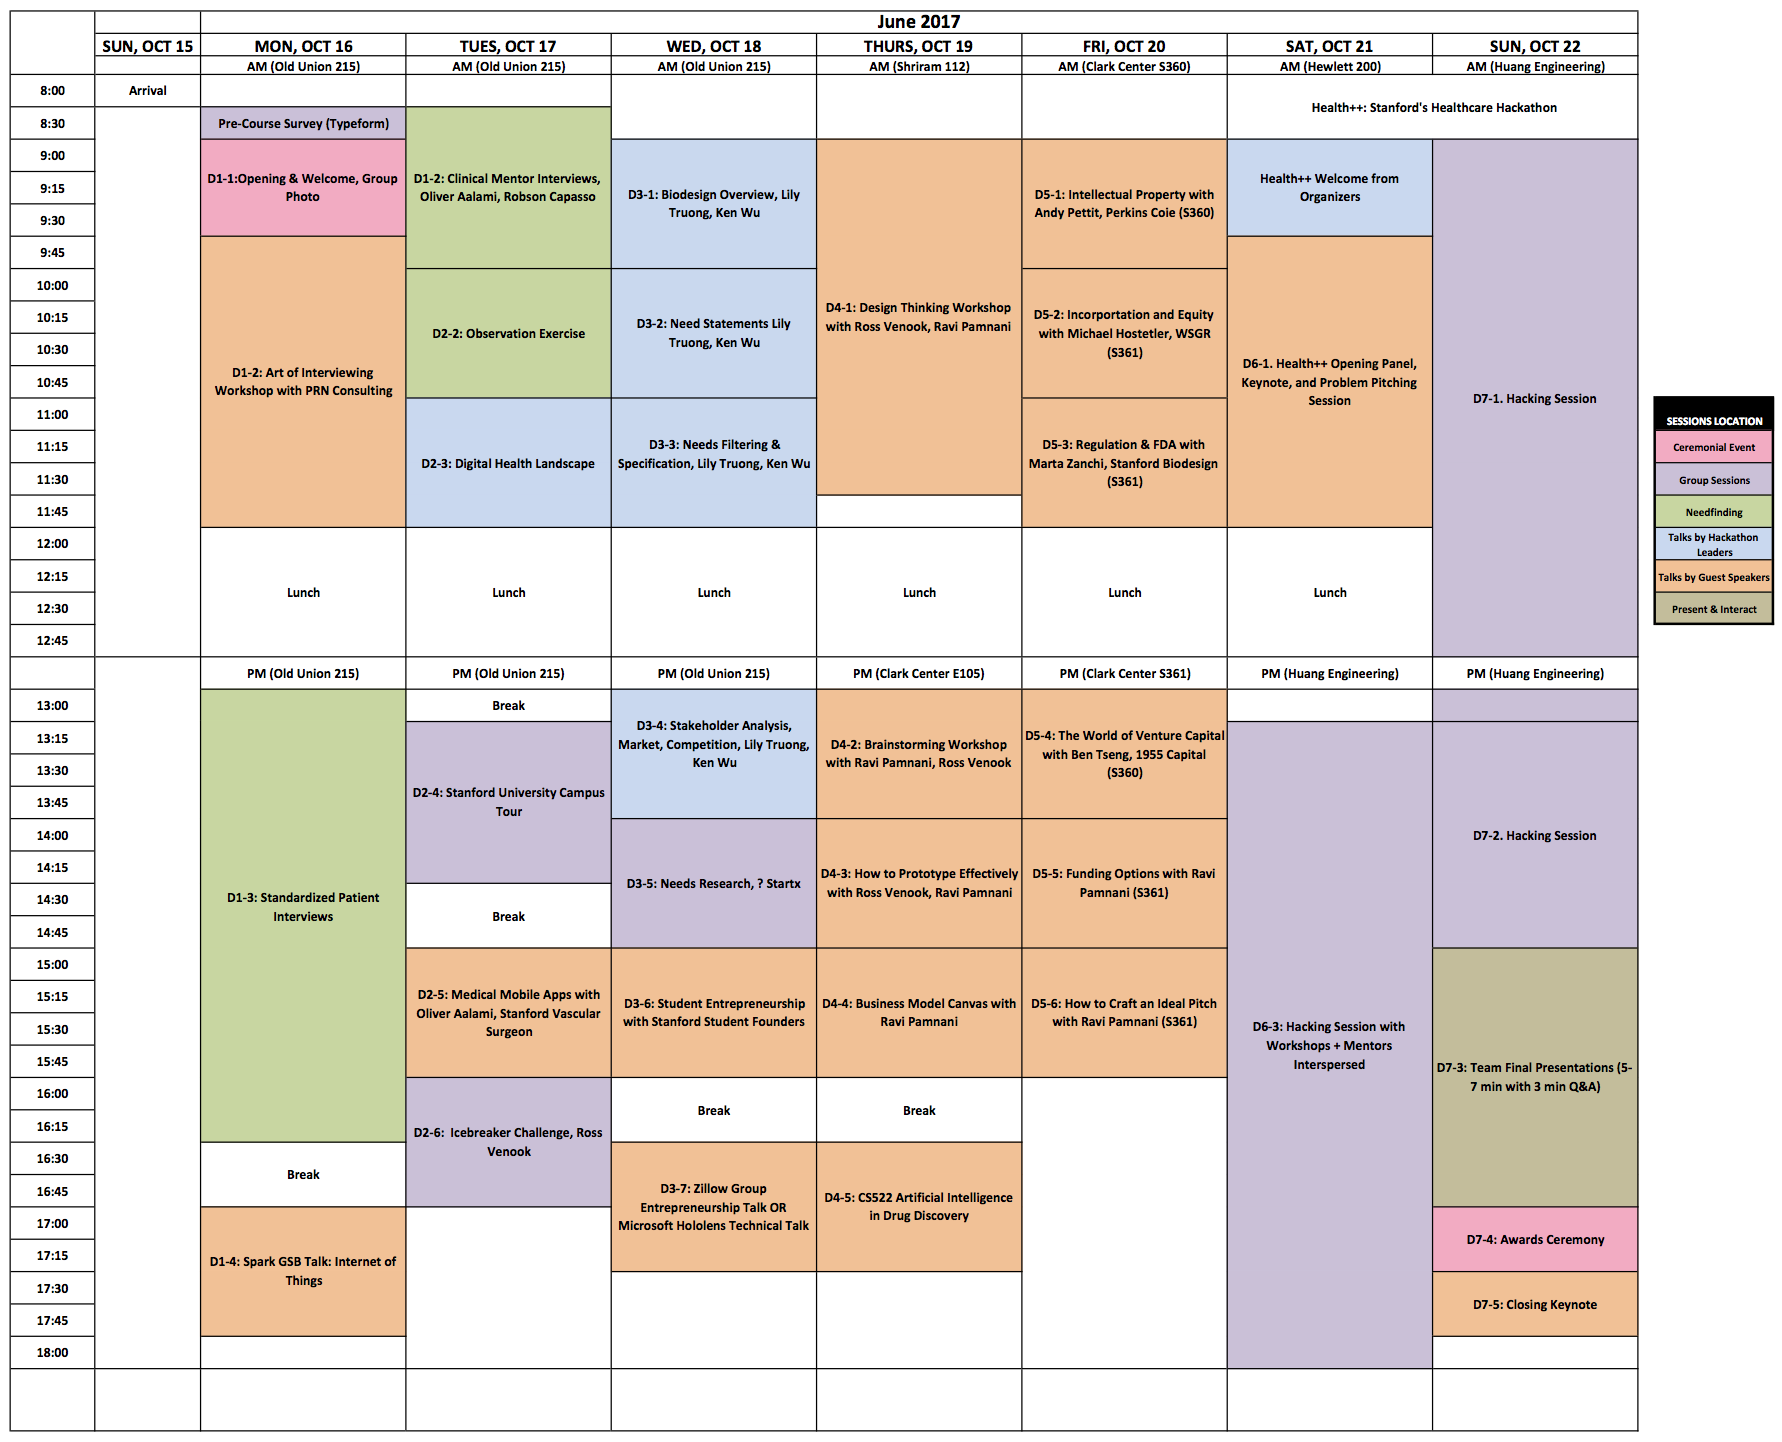 June 2017
SUN, OCT 15
MON, OCT 16
TUES, OCT 17
WED, OCT 18
THURS, OCT 19
FRI, OCT 20
SAT, OCT 21
SUN, OCT 22
AM (Old Union 215)
AM (Old Union 215)
AM (Old Union 215)
AM (Shriram 112)
AM (Clark Center S360)
AM (Hewlett 200)
AM (Huang Engineering)
8:00
Arrival
Health++: Stanford's Healthcare Hackathon
8:30
Pre-Course Survey (Typeform)
9:00
9:15
9:30
9:45
10:00
10:15
10:30
10:45
11:00
11:15
11:30
11:45
12:00
12:15
12:30
12:45
D1-1:Opening & Welcome, Group
Photo
D1-2: Art of Interviewing
Workshop with PRN Consulting
Lunch
D1-2: Clinical Mentor Interviews,
Oliver Aalami, Robson Capasso
D2-2: Observation Exercise
D2-3: Digital Health Landscape
Lunch
D3-1: Biodesign Overview, Lily
Truong, Ken Wu
D3-2: Need Statements Lily
Truong, Ken Wu
D3-3: Needs Filtering &
Specification, Lily Truong, Ken Wu
Lunch
D4-1: Design Thinking Workshop
with Ross Venook, Ravi Pamnani
Lunch
D5-1: Intellectual Property with
Andy Pettit, Perkins Coie (S360)
D5-2: Incorportation and Equity
with Michael Hostetler, WSGR
(S361)
D5-3: Regulation & FDA with
Marta Zanchi, Stanford Biodesign
(S361)
Lunch
Health++ Welcome from
Organizers
D6-1. Health++ Opening Panel,
Keynote, and Problem Pitching
Session
Lunch
D7-1. Hacking Session
PM (Old Union 215)
PM (Old Union 215)
PM (Old Union 215)
PM (Clark Center E105)
PM (Clark Center S361)
PM (Huang Engineering)
PM (Huang Engineering)
13:00
13:15
13:30
13:45
14:00
14:15
14:30
14:45
15:00
15:15
15:30
15:45
16:00
16:15
16:30
16:45
17:00
17:15
17:30
17:45
18:00
D1-3: Standardized Patient
Interviews
Break
D1-4: Spark GSB Talk: Internet of
Things
Break
D2-4: Stanford University Campus
Tour
Break
D2-5: Medical Mobile Apps with
Oliver Aalami, Stanford Vascular
Surgeon
D2-6:  Icebreaker Challenge, Ross
Venook
D3-4: Stakeholder Analysis,
Market, Competition, Lily Truong,
Ken Wu
D3-5: Needs Research, ? Startx
D3-6: Student Entrepreneurship
with Stanford Student Founders
Break
D3-7: Zillow Group
Entrepreneurship Talk OR
Microsoft Hololens Technical Talk
D4-2: Brainstorming Workshop
with Ravi Pamnani, Ross Venook
D4-3: How to Prototype Effectively
with Ross Venook, Ravi Pamnani
D4-4: Business Model Canvas with
Ravi Pamnani
Break
D4-5: CS522 Artificial Intelligence
in Drug Discovery
D5-4: The World of Venture Capital
with Ben Tseng, 1955 Capital
(S360)
D5-5: Funding Options with Ravi
Pamnani (S361)
D5-6: How to Craft an Ideal Pitch
with Ravi Pamnani (S361)
D6-3: Hacking Session with
Workshops + Mentors
Interspersed
D7-2. Hacking Session
D7-3: Team Final Presentations (5-
7 min with 3 min Q&A)
D7-4: Awards Ceremony
D7-5: Closing Keynote
SESSIONS LOCATION
Ceremonial Event
Group Sessions
Needfinding
Talks by Hackathon
Leaders
Talks by Guest Speakers
Present & Interact